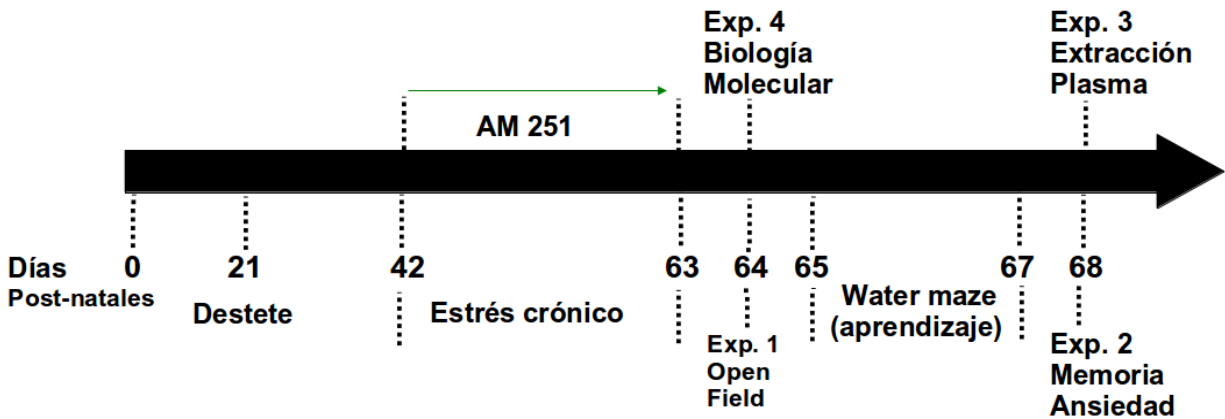 Exp. 4
Biología
Molecular
Exp. 3
Extracción
Plasma
AM 251
Días
Post-natales
0
21
42
63
64
65
67
68
Destete
Estrés crónico
Water maze
(aprendizaje)
Exp. 1
Open
Field
Exp. 2
Memoria
Ansiedad